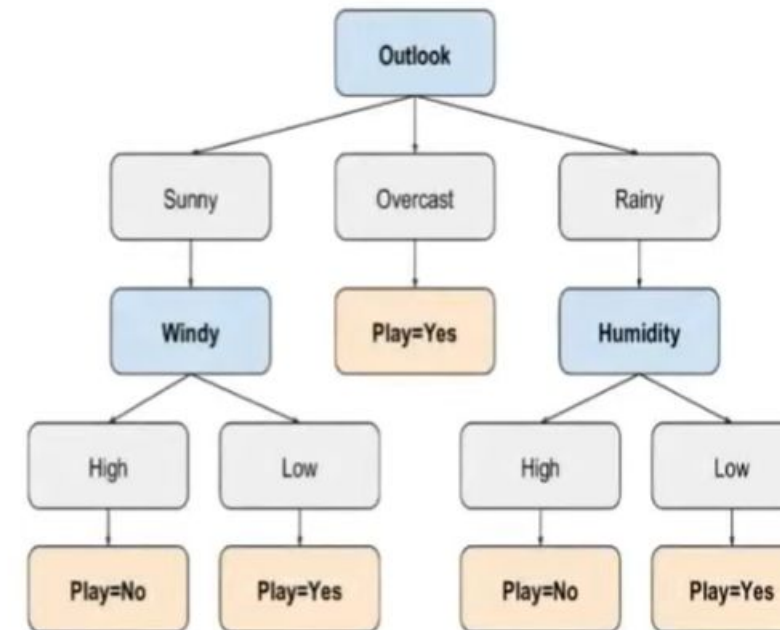 Outlook
Sunny
Overcast
Rainy
Windy
Play=Yes
Humidity
High
Low
High
Low
Play=No
Play=Yes
Play=No
Play=Yes